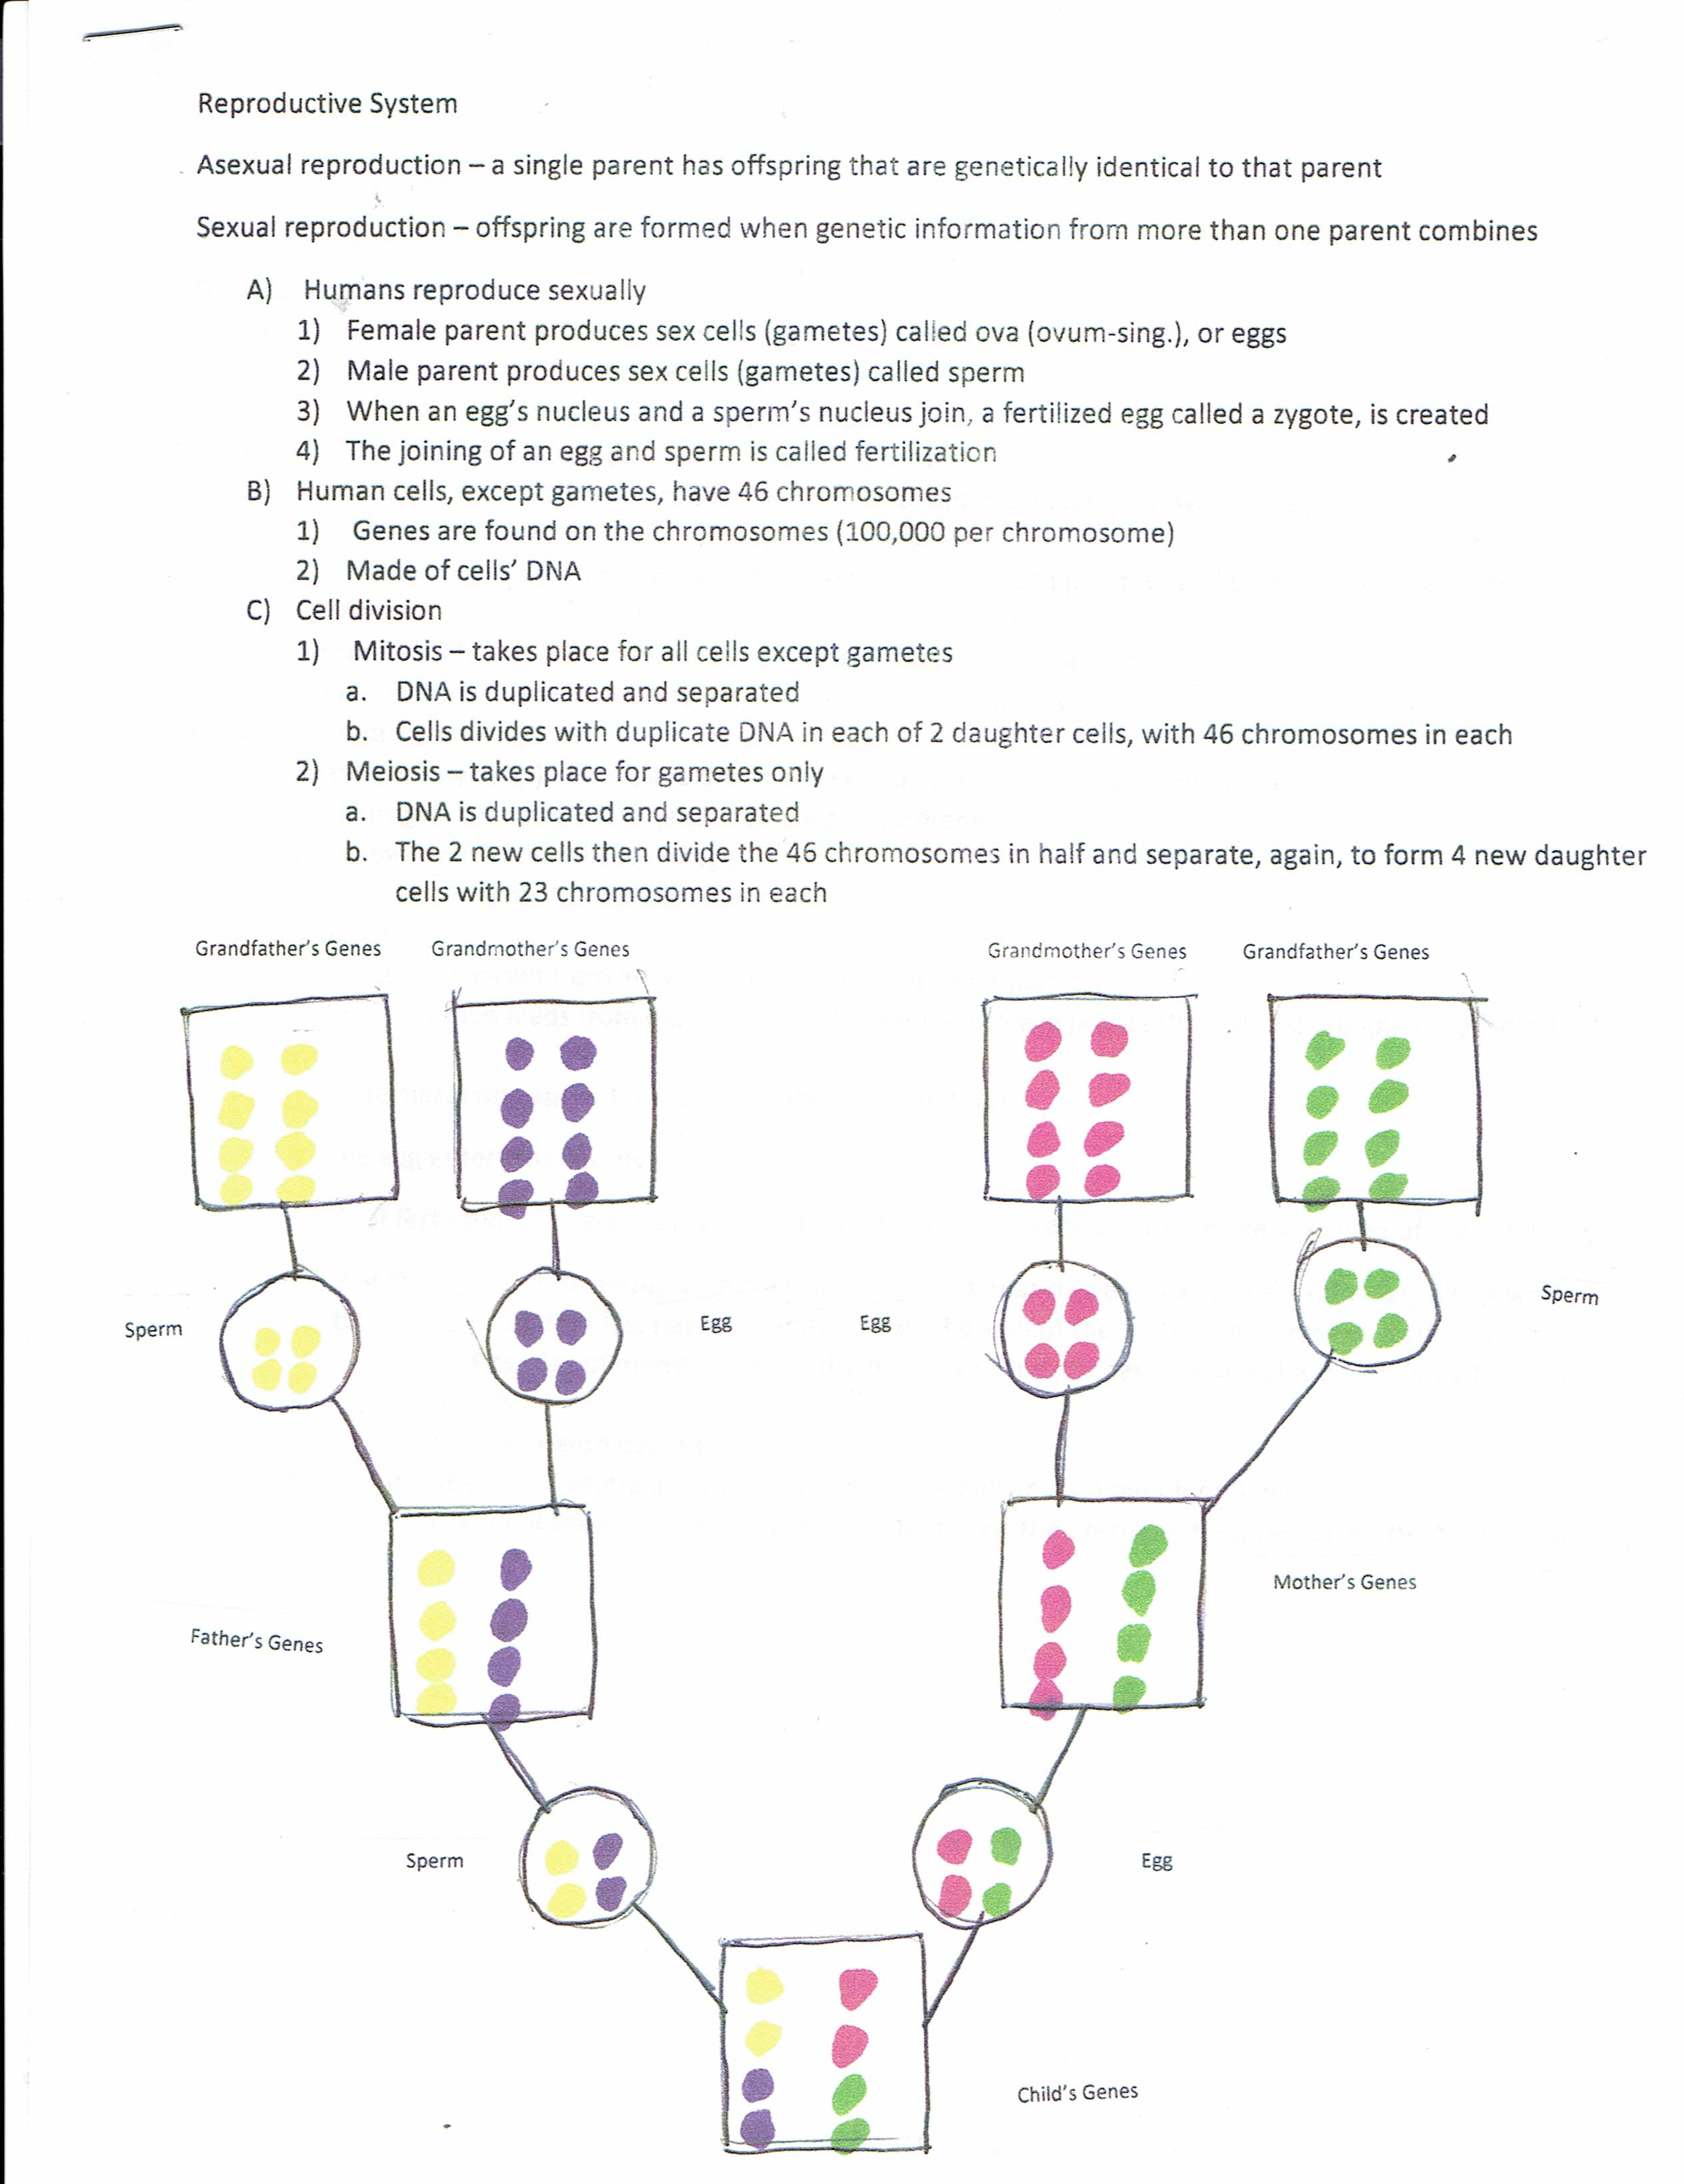 Reproductive System
Asexual reproduction – a single parent has offspring that are genetically identical to that parent
Sexual reproduction – offspring are formed when genetic information from more than one parent combines
A) Humans reproduce sexually
1) Female parent produces sex cells (gametes) called ova (ovum-sing.), or eggs
2) Male parent produces sex cells (gametes) called sperm
3) When an egg's nucleus and a sperm's nucleus join, a fertilized egg called a zygote, is created
4) The joining of an egg and sperm is called fertilization
B) Human cells, except gametes, have 46 chromosomes
1) Genes are found on the chromosomes (100,000 per chromosome)
2) Made of cells' DNA
C) Cell division
1) Mitosis – takes place for all cells except gametes
a. DNA is duplicated and separated
b. Cells divides with duplicate DNA in each of 2 daughter cells, with 46 chromosomes in each
2) Meiosis – takes place for gametes only
a. DNA is duplicated and separated
b. The 2 new cells then divide the 46 chromosomes in half and separate, again, to form 4 new daughter
cells with 23 chromosomes in each
Grandfather's Genes Grandmother's Genes Grandmother's Genes Grandfather's Genes
Sperm Egg Egg Sperm
Mother's Genes
Father's Genes
Sperm Egg
Child's Genes